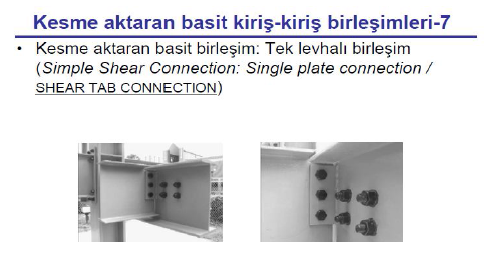 Kesme aktaran basit kiriş-kiriş birleşimleri-7
• Kesme aktaran basit birleşim: Tek levhalı birleşim
(Simple Shear Connection: Single plate connection /
SHEAR TAB CONNECTION)